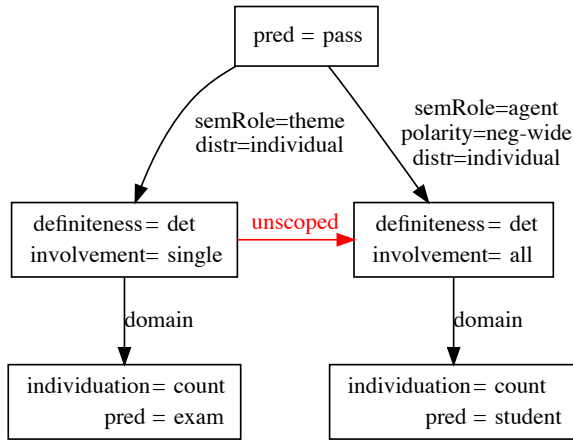 pred = pass
semRole=theme
distr=individual
semRole=agent
polarity=neg-wide
distr=individual
definiteness= det
involvement= single
unscoped
definiteness= det
involvement= all
domain
domain
individuation= count
pred = exam
individuation= count
pred = student